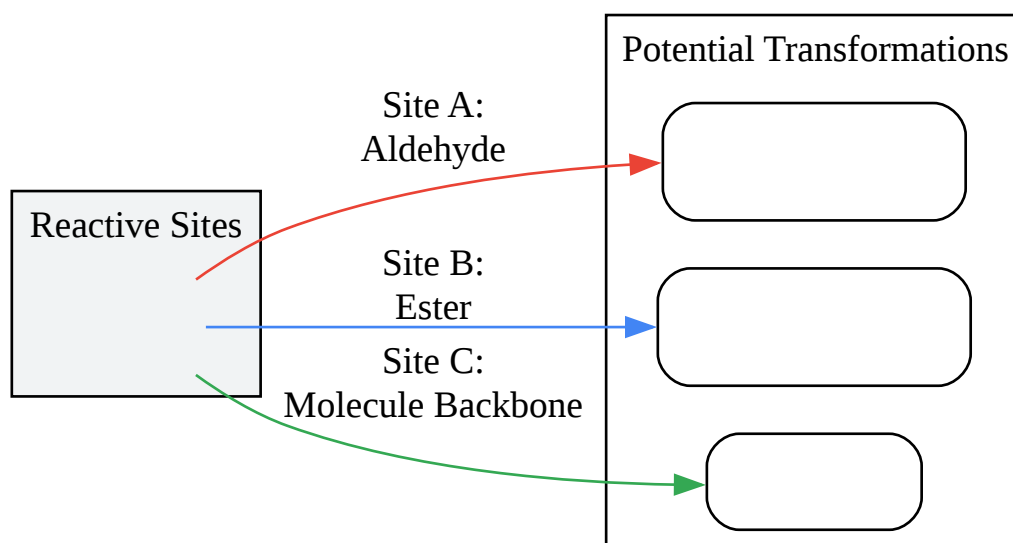 Potential Transformations
Site A:
Aldehyde
Reactive Sites
Site B:
Ester
Site C:
Molecule Backbone